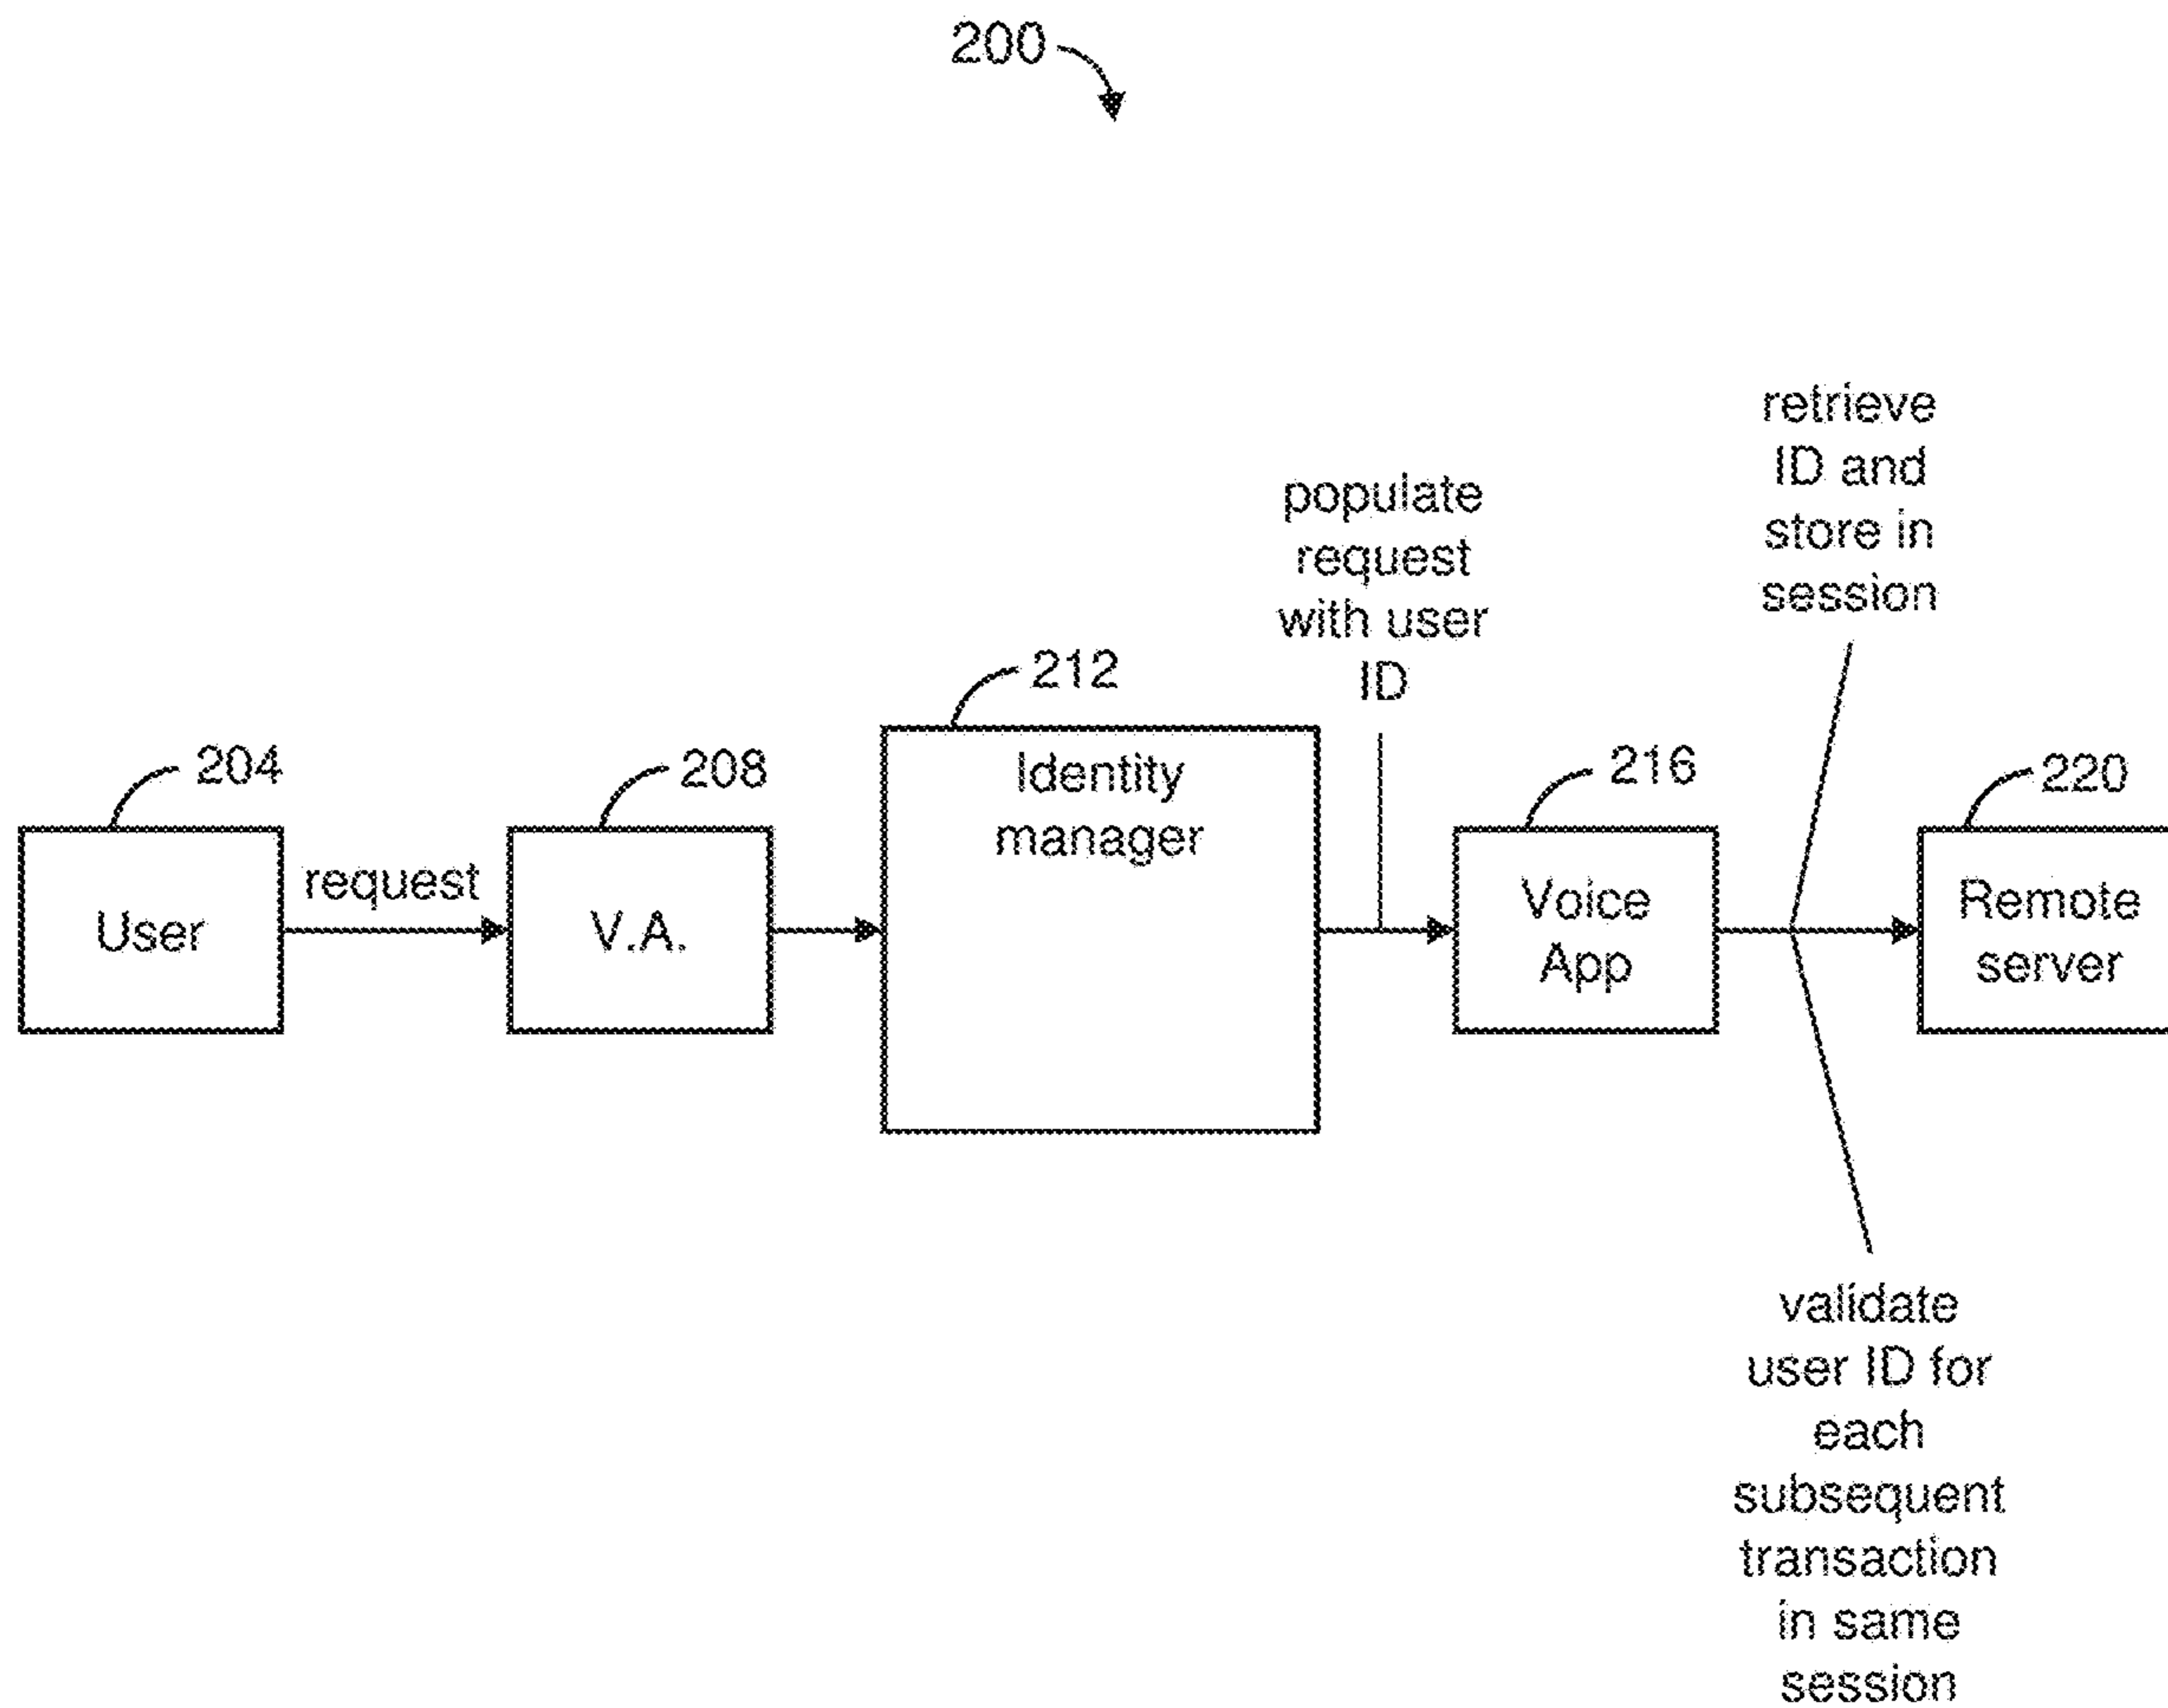 200
retrieve
ID and
store in
session
populate
request
with user
ID
212
Identity
manager
204
208
216
220
User
request
V.A.
Voice
App
Remote
server
validate
user ID for
each
subsequent
transaction
in same
session